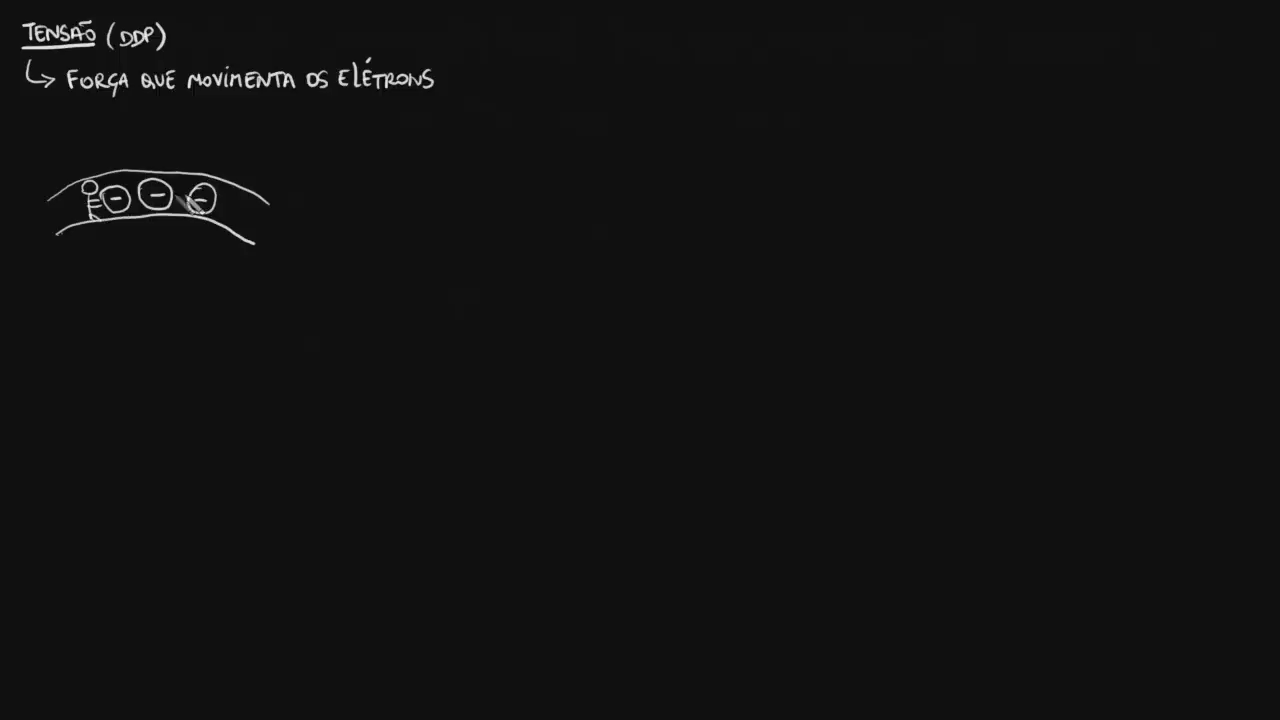 TENSÃO (DDP)
↳ FORÇA QUE MOVIMENTA OS ELÉTRONS
- - -